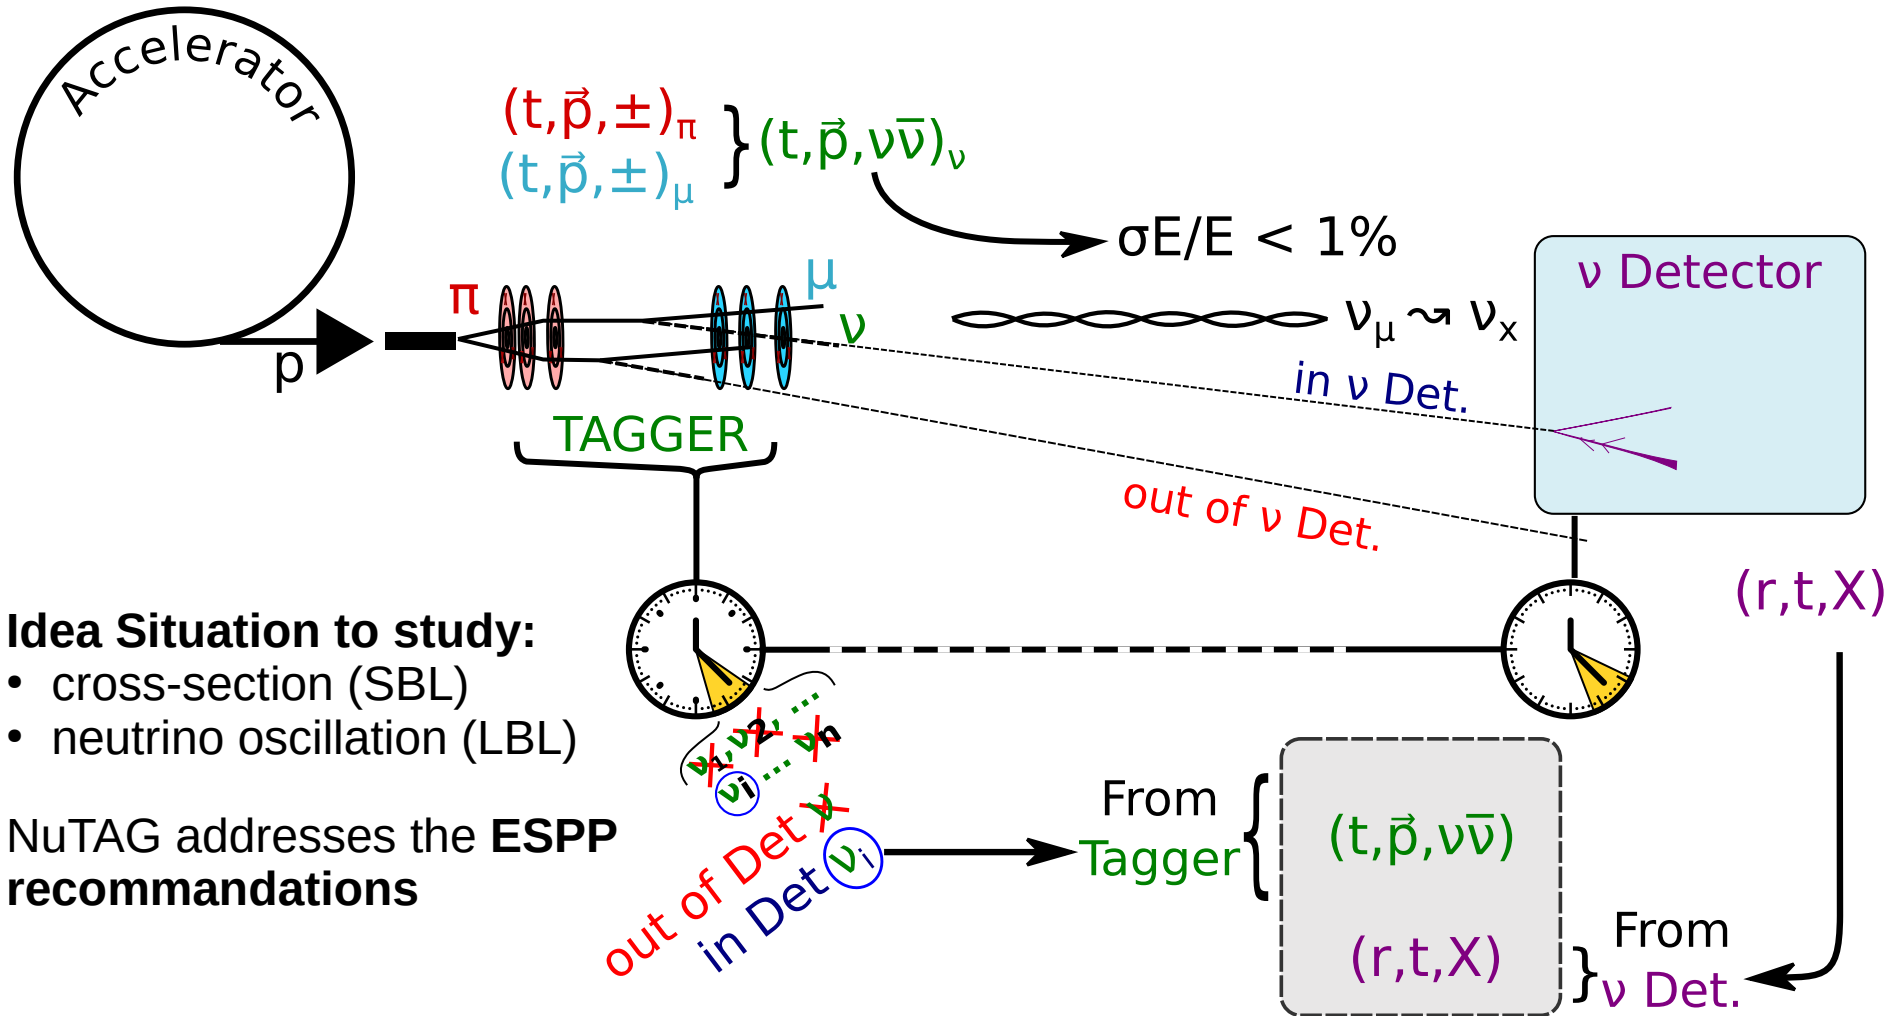 Accelerator
(t,p⃗,±)π
(t,p⃗,±)μ
}
(t,p⃗,νν̅)ν
σE/E < 1%
ν Detector
π
μ
ν
p
νμ ↝ νx
in ν Det.
TAGGER
out of ν Det.
(r,t,X)
Idea Situation to study:
• cross-section (SBL)
• neutrino oscillation (LBL)
NuTAG addresses the ESPP
recommandations
ν1,ν2, ....
νi .... νn
out of Det ν
in Det νi
From
Tagger
{
(t,p⃗,νν̅)
(r,t,X)
}
From
ν Det.